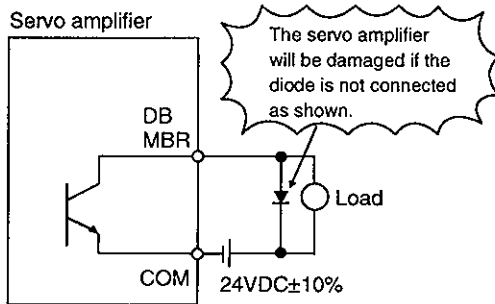 Servo amplifier
The servo amplifier
will be damaged if the
diode is not connected
as shown.
DB
MBR
Load
COM
24VDC±10%